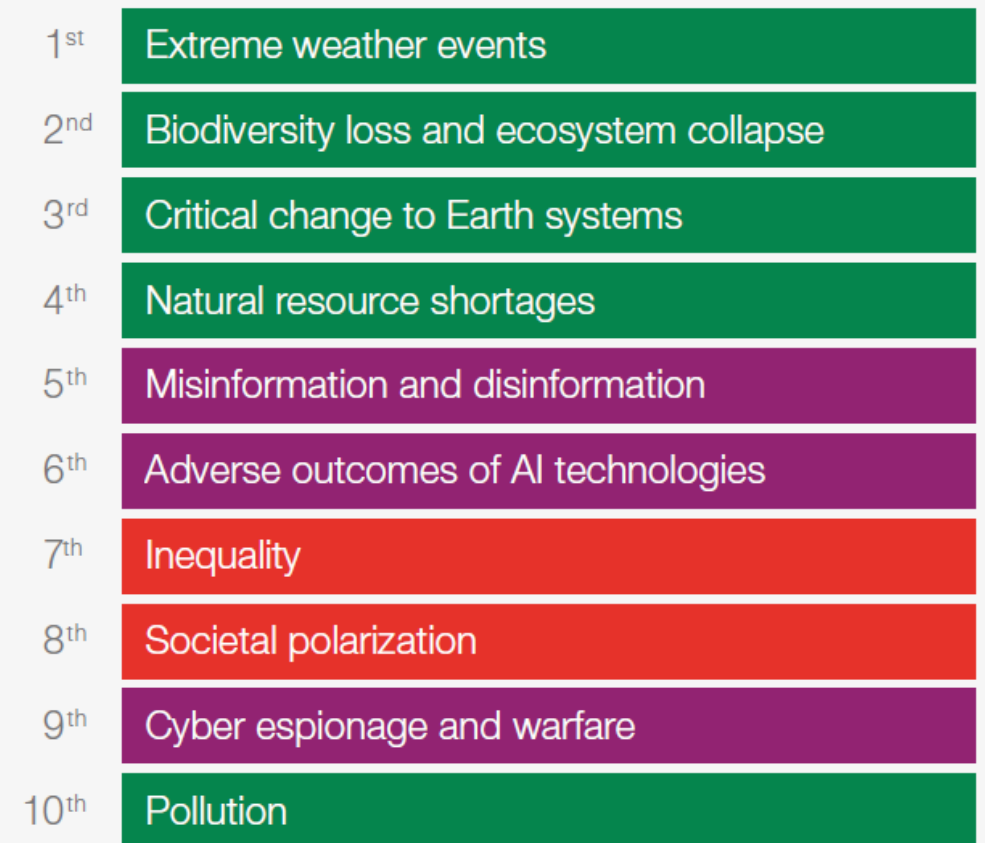 1st Extreme weather events
2nd Biodiversity loss and ecosystem collapse
3rd Critical change to Earth systems
4th Natural resource shortages
5th Misinformation and disinformation
6th Adverse outcomes of AI technologies
7th Inequality
8th Societal polarization
9th Cyber espionage and warfare
10th Pollution